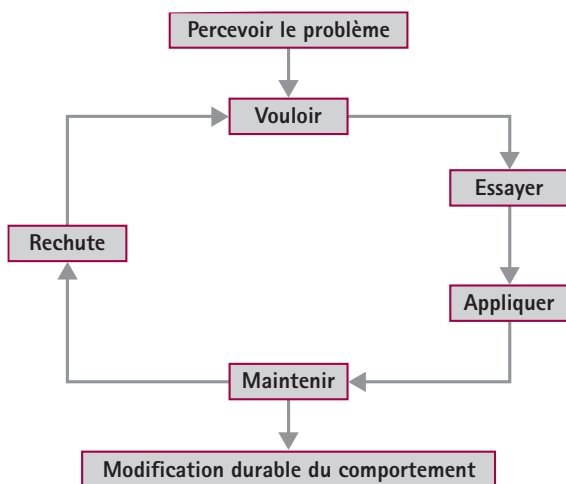 Percevoir le problème
Vouloir
Essayer
Rechute
Appliquer
Maintenir
Modification durable du comportement